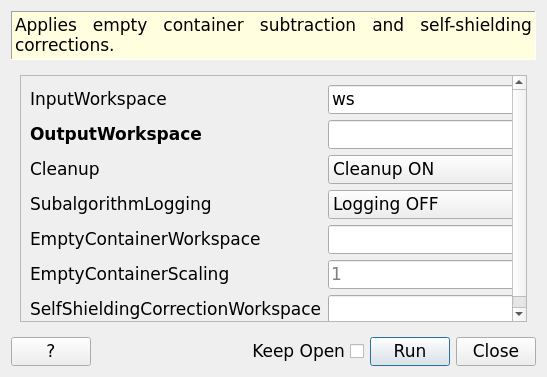 Applies empty container subtraction and self-shielding
corrections.
InputWorkspace ws
OutputWorkspace
Cleanup Cleanup ON
SubalgorithmLogging Logging OFF
EmptyContainerWorkspace
EmptyContainerScaling 1
SelfShieldingCorrectionWorkspace
? Keep Open Run Close